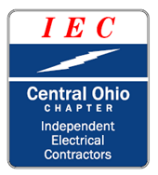 IEC
Central Ohio
CHAPTER
Independent
Electrical
Contractors